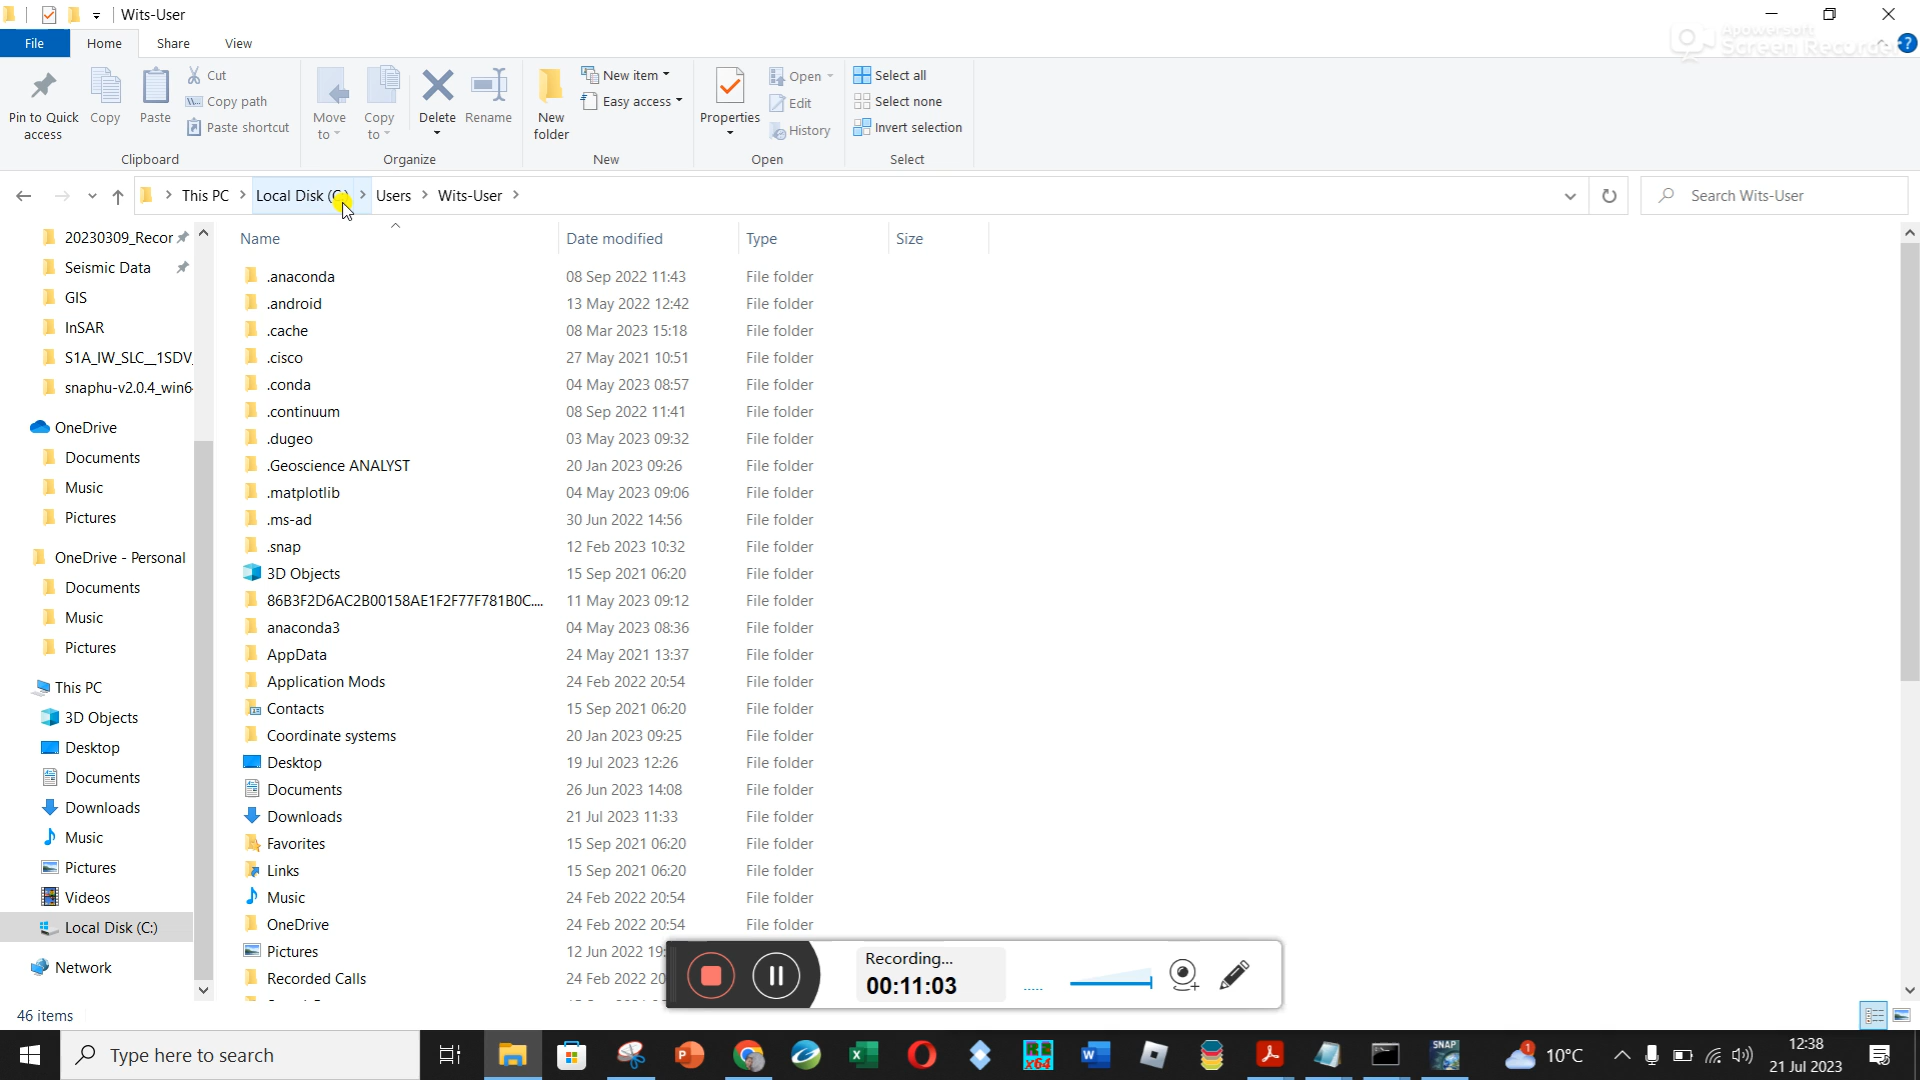 Wits-User
File Home Share View
Apowersoft
Screen Recorder
Pin to Quick access
Copy
Paste
Cut
Copy path
Paste shortcut
Clipboard
Move to
Copy to
Delete
Rename
Organize
New folder
New item
Easy access
New
Properties
Open
Edit
History
Open
Select all
Select none
Invert selection
Select
This PC > Local Disk (C:) > Users > Wits-User >
Search Wits-User
20230309_Recor
Seismic Data
GIS
InSAR
S1A_IW_SLC__1SDV_
snaphu-v2.0.4_win6
OneDrive
Documents
Music
Pictures
OneDrive - Personal
Documents
Music
Pictures
This PC
3D Objects
Desktop
Documents
Downloads
Music
Pictures
Videos
Local Disk (C:)
Network
Name Date modified Type Size
.anaconda 08 Sep 2022 11:43 File folder
.android 13 May 2022 12:42 File folder
.cache 08 Mar 2023 15:18 File folder
.cisco 27 May 2021 10:51 File folder
.conda 04 May 2023 08:57 File folder
.continuum 08 Sep 2022 11:41 File folder
.dugeo 03 May 2023 09:32 File folder
.Geoscience ANALYST 20 Jan 2023 09:26 File folder
.matplotlib 04 May 2023 09:06 File folder
.ms-ad 30 Jun 2022 14:56 File folder
.snap 12 Feb 2023 10:32 File folder
3D Objects 15 Sep 2021 06:20 File folder
86B3F2D6AC2B00158AE1F2F77F781B0C.... 11 May 2023 09:12 File folder
anaconda3 04 May 2023 08:36 File folder
AppData 24 May 2021 13:37 File folder
Application Mods 24 Feb 2022 20:54 File folder
Contacts 15 Sep 2021 06:20 File folder
Coordinate systems 20 Jan 2023 09:25 File folder
Desktop 19 Jul 2023 12:26 File folder
Documents 26 Jun 2023 14:08 File folder
Downloads 21 Jul 2023 11:33 File folder
Favorites 15 Sep 2021 06:20 File folder
Links 15 Sep 2021 06:20 File folder
Music 24 Feb 2022 20:54 File folder
OneDrive 24 Feb 2022 20:54 File folder
Pictures 12 Jun 2022 19:
Recorded Calls 24 Feb 2022 20
Recording...
00:11:03
46 items
Type here to search
R2 x64
SNAP
1
10°C
12:38
21 Jul 2023